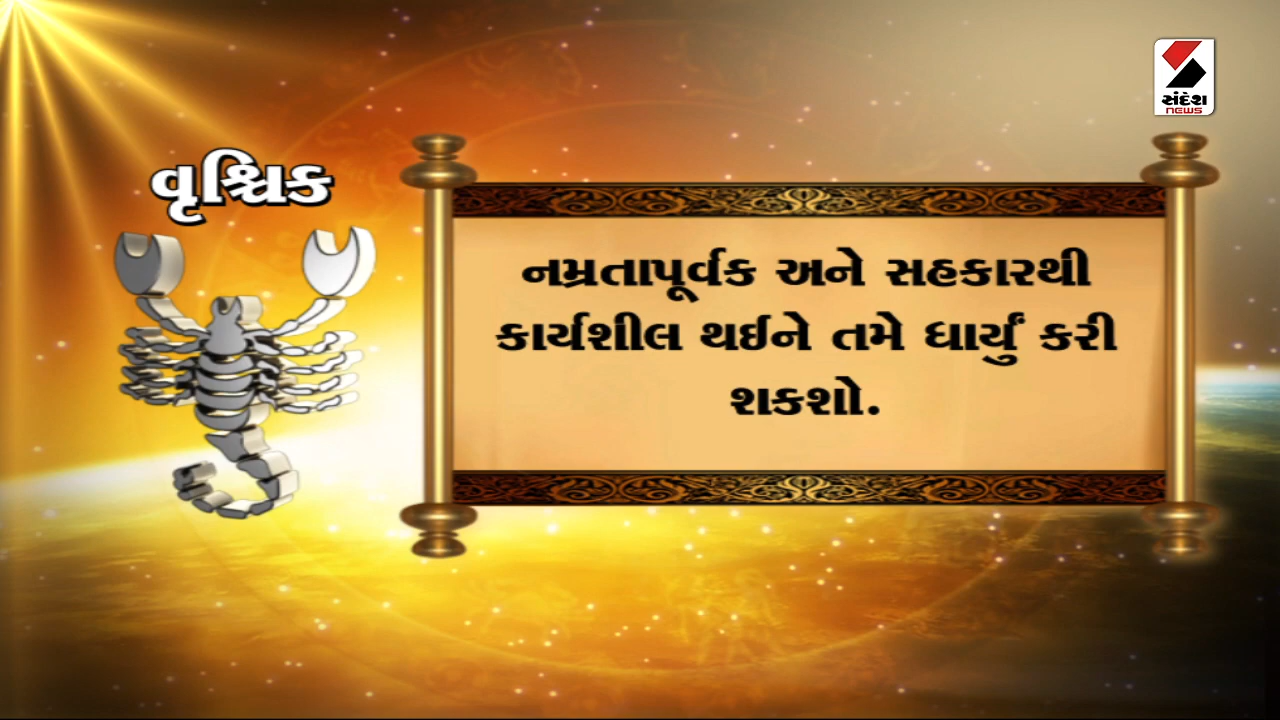 સંદેશ
NEWS
વૃશ્ચિક
નમ્રતાપૂર્વક અને સહકારથી
કાર્યશીલ થઈને તમે ધાર્યું કરી
શકશો.